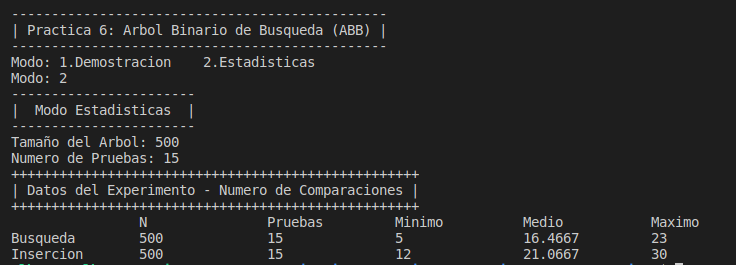 -----------------------------------------------
| Practica 6: Arbol Binario de Busqueda (ABB) |
-----------------------------------------------
Modo: 1.Demostracion    2.Estadisticas
Modo: 2
-----------------------
|  Modo Estadisticas  |
-----------------------
Tamaño del Arbol: 500
Numero de Pruebas: 15
+++++++++++++++++++++++++++++++++++++++++++++++++++
| Datos del Experimento - Numero de Comparaciones |
+++++++++++++++++++++++++++++++++++++++++++++++++++
                N               Pruebas         Minimo          Medio           Maximo
Busqueda        500             15              5               16.4667         23
Insercion       500             15              12              21.0667         30